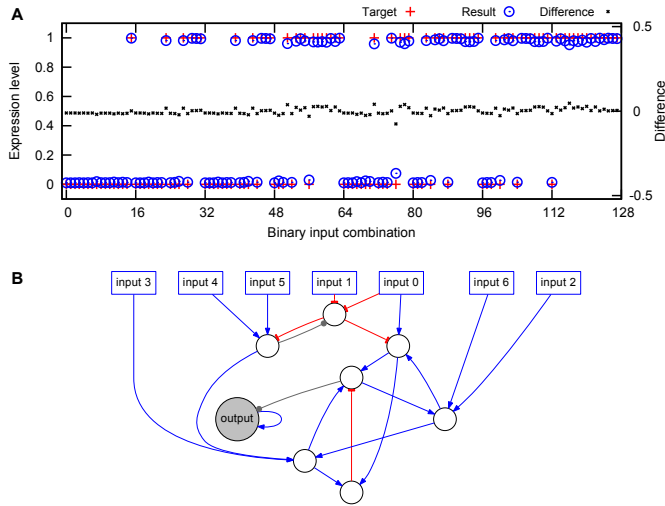 A
Target Result Difference
Expression level
1
0.8
0.6
0.4
0.2
0
0.4
0
-0.5
Difference
0 16 32 48 64 80 96 112 128
Binary input combination
B
input 3 input 4 input 5 input 1 input 0 input 6 input 2
output